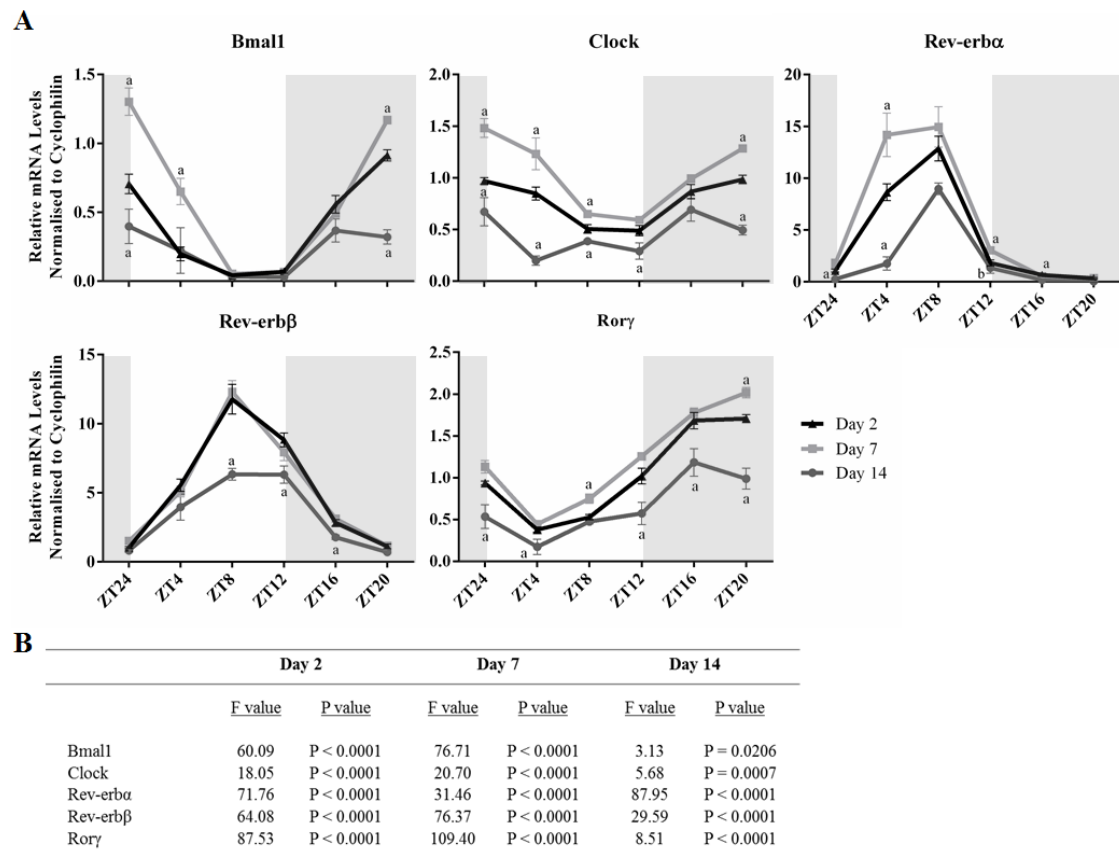 A
Bmal1
Clock
Rev-erbα
Relative mRNA Levels
Normalised to Cyclophilin
1.5
1.0
0.5
0.0
a
a
a
a
a
2.0
1.5
1.0
0.5
0.0
a
a
a
a
a
a
a
a
a
20
15
10
5
0
a
a
a
a
b
a
ZT24
ZT4
ZT8
ZT12
ZT16
ZT20
Rev-erbβ
Rorγ
Relative mRNA Levels
Normalised to Cyclophilin
15
10
5
0
a
a
a
ZT24
ZT4
ZT8
ZT12
ZT16
ZT20
2.5
2.0
1.5
1.0
0.5
0.0
a
a
a
a
a
a
a
ZT24
ZT4
ZT8
ZT12
ZT16
ZT20
Day 2
Day 7
Day 14
B
Day 2 Day 7 Day 14
F value P value F value P value F value P value
Bmal1 60.09 P < 0.0001 76.71 P < 0.0001 3.13 P = 0.0206
Clock 18.05 P < 0.0001 20.70 P < 0.0001 5.68 P = 0.0007
Rev-erbα 71.76 P < 0.0001 31.46 P < 0.0001 87.95 P < 0.0001
Rev-erbβ 64.08 P < 0.0001 76.37 P < 0.0001 29.59 P < 0.0001
Rorγ 87.53 P < 0.0001 109.40 P < 0.0001 8.51 P < 0.0001